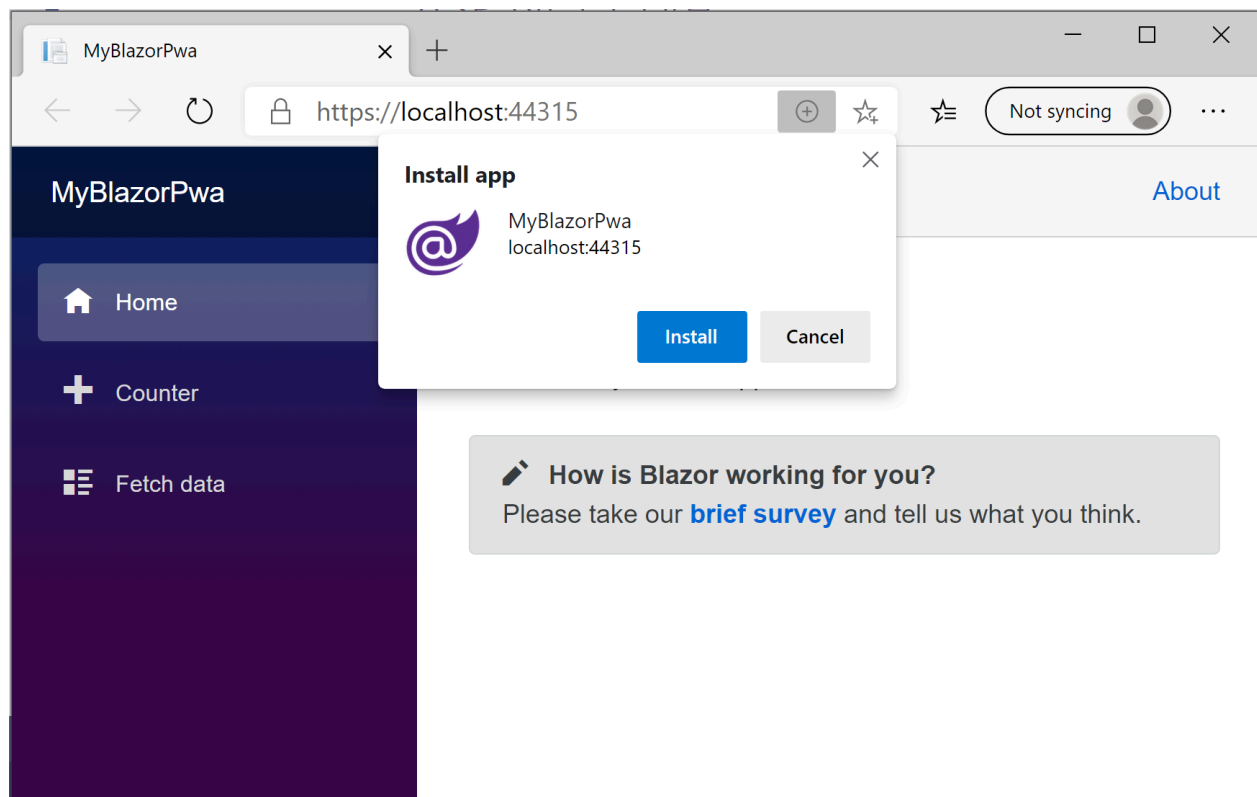 MyBlazorPwa
https://localhost:44315
Not syncing
MyBlazorPwa
About
Install app
MyBlazorPwa
localhost:44315
Install
Cancel
Home
Counter
Fetch data
How is Blazor working for you?
Please take our brief survey and tell us what you think.